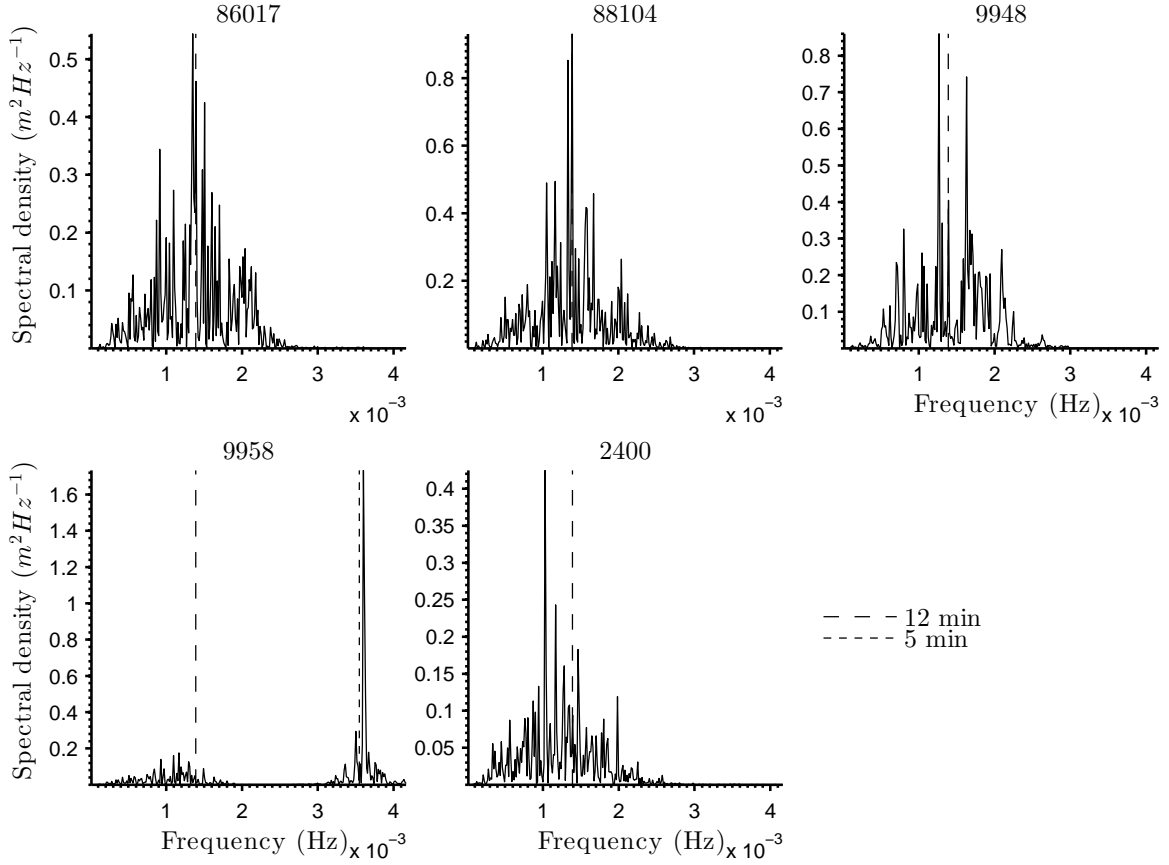 86017
88104
9948
Spectral density (m²Hz⁻¹)
0.5
0.4
0.3
0.2
0.1
1 2 3 4
x 10⁻³
0.8
0.6
0.4
0.2
1 2 3 4
x 10⁻³
0.8
0.7
0.6
0.5
0.4
0.3
0.2
0.1
1 2 3 4
Frequency (Hz) x 10⁻³
9958
2400
Spectral density (m²Hz⁻¹)
1.6
1.4
1.2
1
0.8
0.6
0.4
0.2
1 2 3 4
Frequency (Hz) x 10⁻³
0.4
0.35
0.3
0.25
0.2
0.15
0.1
0.05
1 2 3 4
Frequency (Hz) x 10⁻³
12 min
5 min